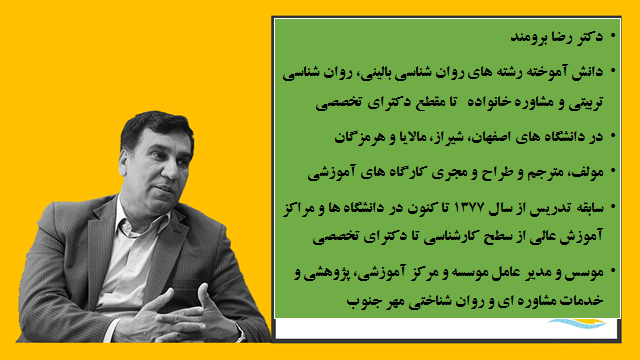 • دکتر رضا برومند
• دانش آموخته رشته های روان شناسی بالینی، روان شناسی
تربیتی و مشاوره خانواده تا مقطع دکترای تخصصی
• در دانشگاه های اصفهان، شیراز، مالایا و هرمزگان
• مولف، مترجم و طراح و مجری کارگاه های آموزشی
• سابقه تدریس از سال ۱۳۷۷ تا کنون در دانشگاه ها و مراکز
آموزش عالی از سطح کارشناسی تا دکترای تخصصی
• موسس و مدیر عامل موسسه و مرکز آموزشی، پژوهشی و
خدمات مشاوره ای و روان شناختی مهر جنوب